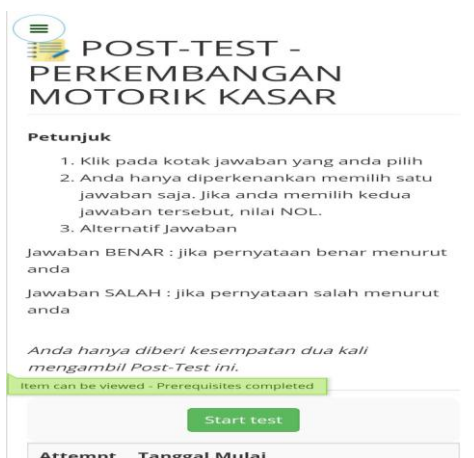 POST-TEST -
PERKEMBANGAN
MOTORIK KASAR
Petunjuk
1. Klik pada kotak jawaban yang anda pilih
2. Anda hanya diperkenankan memilih satu
jawaban saja. Jika anda memilih kedua
jawaban tersebut, nilai NOL.
3. Alternatif Jawaban
Jawaban BENAR : jika pernyataan benar menurut
anda
Jawaban SALAH : jika pernyataan salah menurut
anda
Anda hanya diberi kesempatan dua kali
mengambil Post-Test ini.
Item can be viewed - Prerequisites completed
Start test
Attempt Tanggal Mulai